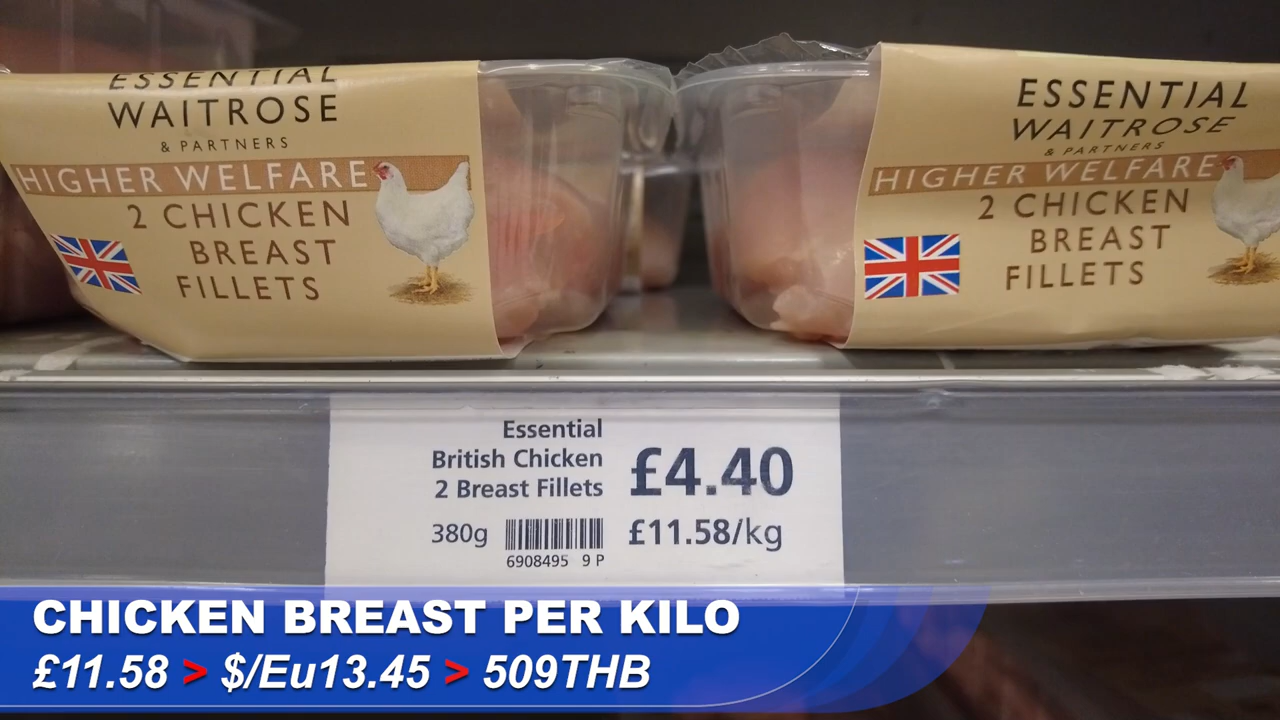 ESSENTIAL
WAITROSE
& PARTNERS
HIGHER WELFARE
2 CHICKEN
BREAST
FILLETS
ESSENTIAL
WAITROSE
& PARTNERS
HIGHER WELFARE
2 CHICKEN
BREAST
FILLETS
Essential
British Chicken
2 Breast Fillets
£4.40
380g
£11.58/kg
6908495 9 P
CHICKEN BREAST PER KILO
£11.58 > $/Eu13.45 > 509THB